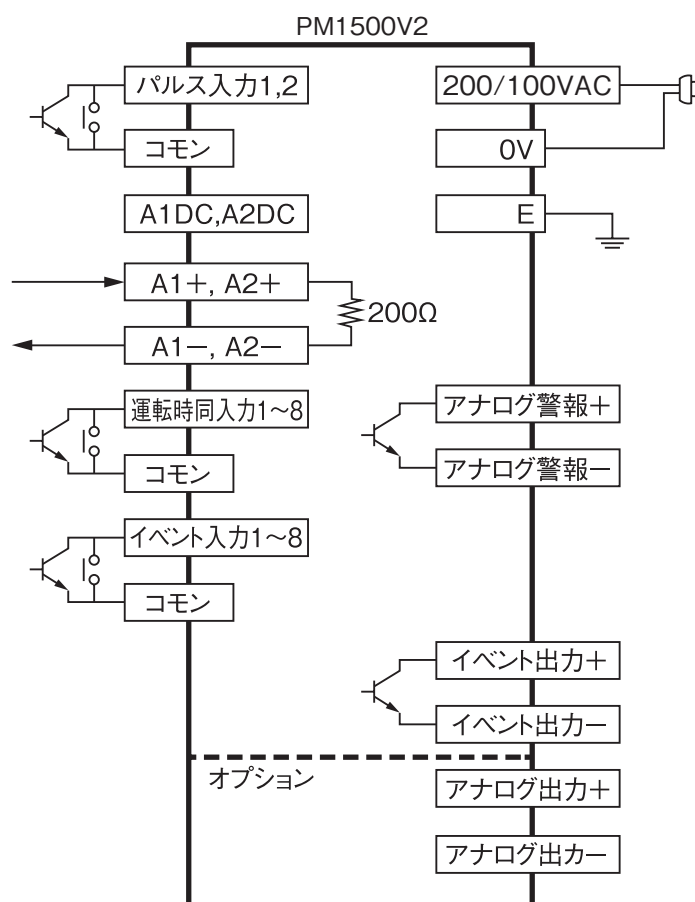 PM1500V2
パルス入力1,2
200/100VAC
コモン
0V
A1DC,A2DC
E
A1+, A2+
200Ω
A1−, A2−
運転時同入力1〜8
アナログ警報+
コモン
アナログ警報−
イベント入力1〜8
コモン
イベント出力+
イベント出力−
オプション
アナログ出力+
アナログ出力−